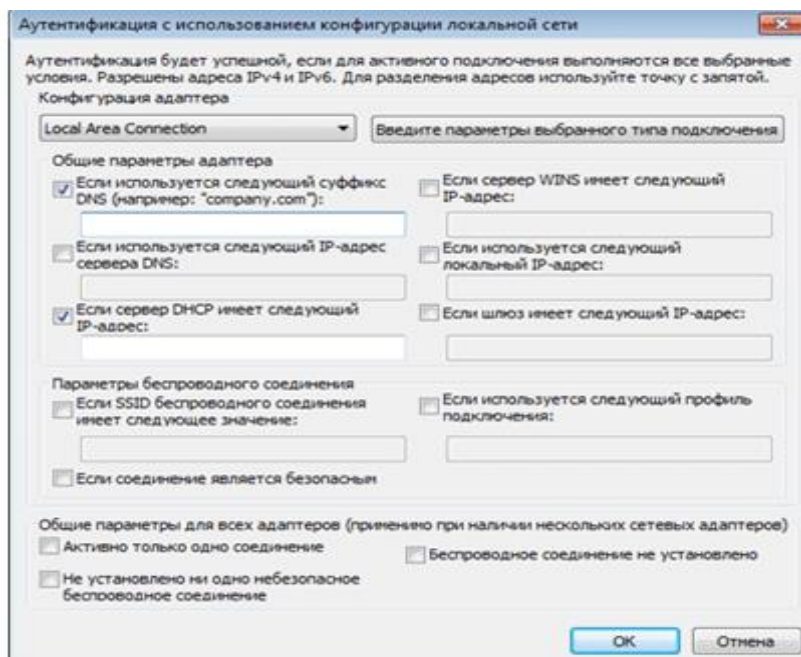 Аутентификация с использованием конфигурации локальной сети
Аутентификация будет успешной, если для активного подключения выполняются все выбранные
условия. Разрешены адреса IPv4 и IPv6. Для разделения адресов используйте точку с запятой.
Конфигурация адаптера
Local Area Connection
Введите параметры выбранного типа подключения
Общие параметры адаптера
Если используется следующий суффикс
DNS (например: "company.com"):
Если сервер WINS имеет следующий
IP-адрес:
Если используется следующий IP-адрес
сервера DNS:
Если используется следующий
локальный IP-адрес:
Если сервер DHCP имеет следующий
IP-адрес:
Если шлюз имеет следующий IP-адрес:
Параметры беспроводного соединения
Если SSID беспроводного соединения
имеет следующее значение:
Если используется следующий профиль
подключения:
Если соединение является безопасным
Общие параметры для всех адаптеров (применимо при наличии нескольких сетевых адаптеров)
Активно только одно соединение
Беспроводное соединение не установлено
Не установлено ни одно небезопасное
беспроводное соединение
OK
Отмена